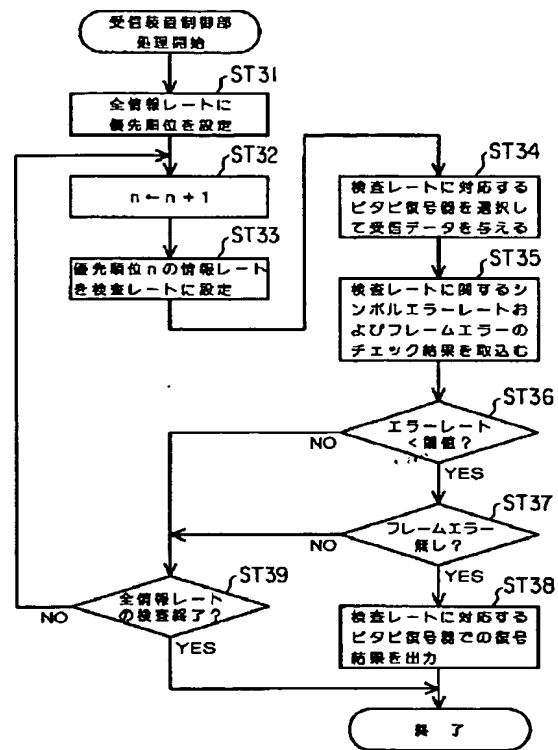 受信装置制御部
処理開始
ST31
全情報レートに
優先順位を設定
ST32
n←n+1
ST33
優先順位nの情報レート
を検査レートに設定
ST34
検査レートに対応する
ビタビ復号器を選択し
て受信データを与える
ST35
検査レートに関するシ
ンボルエラーレートお
よびフレームエラーの
チェック結果を取込む
ST36
エラーレート
<閾値?
NO
YES
ST37
フレームエラー
無し?
NO
YES
ST38
検査レートに対応する
ビタビ復号器での復号
結果を出力
ST39
全情報レート
の検査終了?
NO
YES
終了